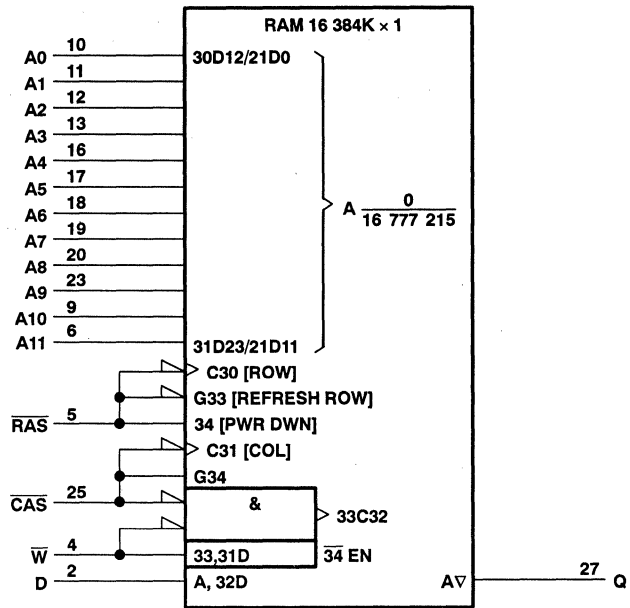 RAM 16 384K × 1
A0 10 30D12/21D0
A1 11
A2 12
A3 13
A4 16
A5 17
A6 18
A7 19
A8 20
A9 23
A10 9
A11 6 31D23/21D11
A 0
16 777 215
C30 [ROW]
G33 [REFRESH ROW]
RAS 5 34 [PWR DWN]
C31 [COL]
G34
CAS 25 & 33C32
W 4 33,31D 34 EN
D 2 A, 32D A▽ 27 Q